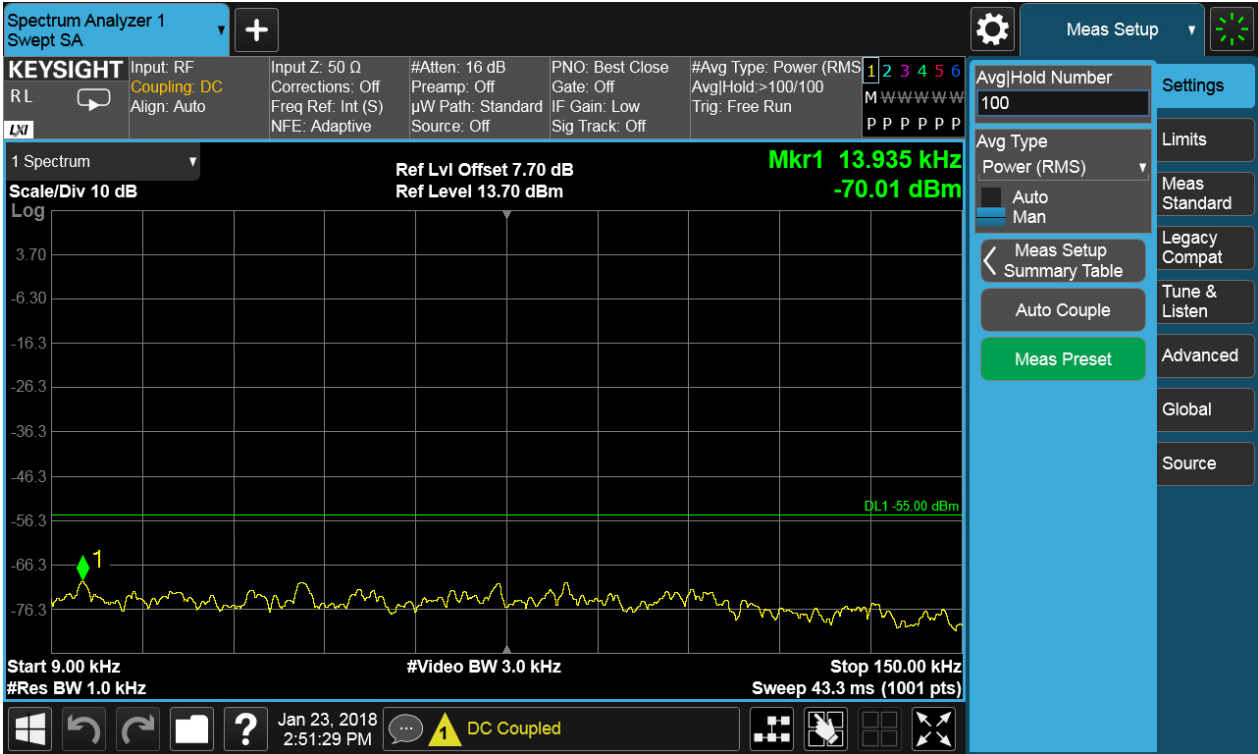 Spectrum Analyzer 1
Swept SA
Meas Setup
KEYSIGHT
R L
LXI
Input: RF
Coupling: DC
Align: Auto
Input Z: 50 Ω
Corrections: Off
Freq Ref: Int (S)
NFE: Adaptive
#Atten: 16 dB
Preamp: Off
µW Path: Standard
Source: Off
PNO: Best Close
Gate: Off
IF Gain: Low
Sig Track: Off
#Avg Type: Power (RMS
Avg|Hold:>100/100
Trig: Free Run
1 2 3 4 5 6
M W W W W W
P P P P P P
1 Spectrum
Scale/Div 10 dB
Log
Ref Lvl Offset 7.70 dB
Ref Level 13.70 dBm
Mkr1 13.935 kHz
-70.01 dBm
3.70
-6.30
-16.3
-26.3
-36.3
-46.3
DL1 -55.00 dBm
-56.3
1
-66.3
-76.3
Start 9.00 kHz
#Video BW 3.0 kHz
Stop 150.00 kHz
#Res BW 1.0 kHz
Sweep 43.3 ms (1001 pts)
Avg|Hold Number
100
Avg Type
Power (RMS)
Auto
Man
Meas Setup
Summary Table
Auto Couple
Meas Preset
Settings
Limits
Meas
Standard
Legacy
Compat
Tune &
Listen
Advanced
Global
Source
?
Jan 23, 2018
2:51:29 PM
1
DC Coupled